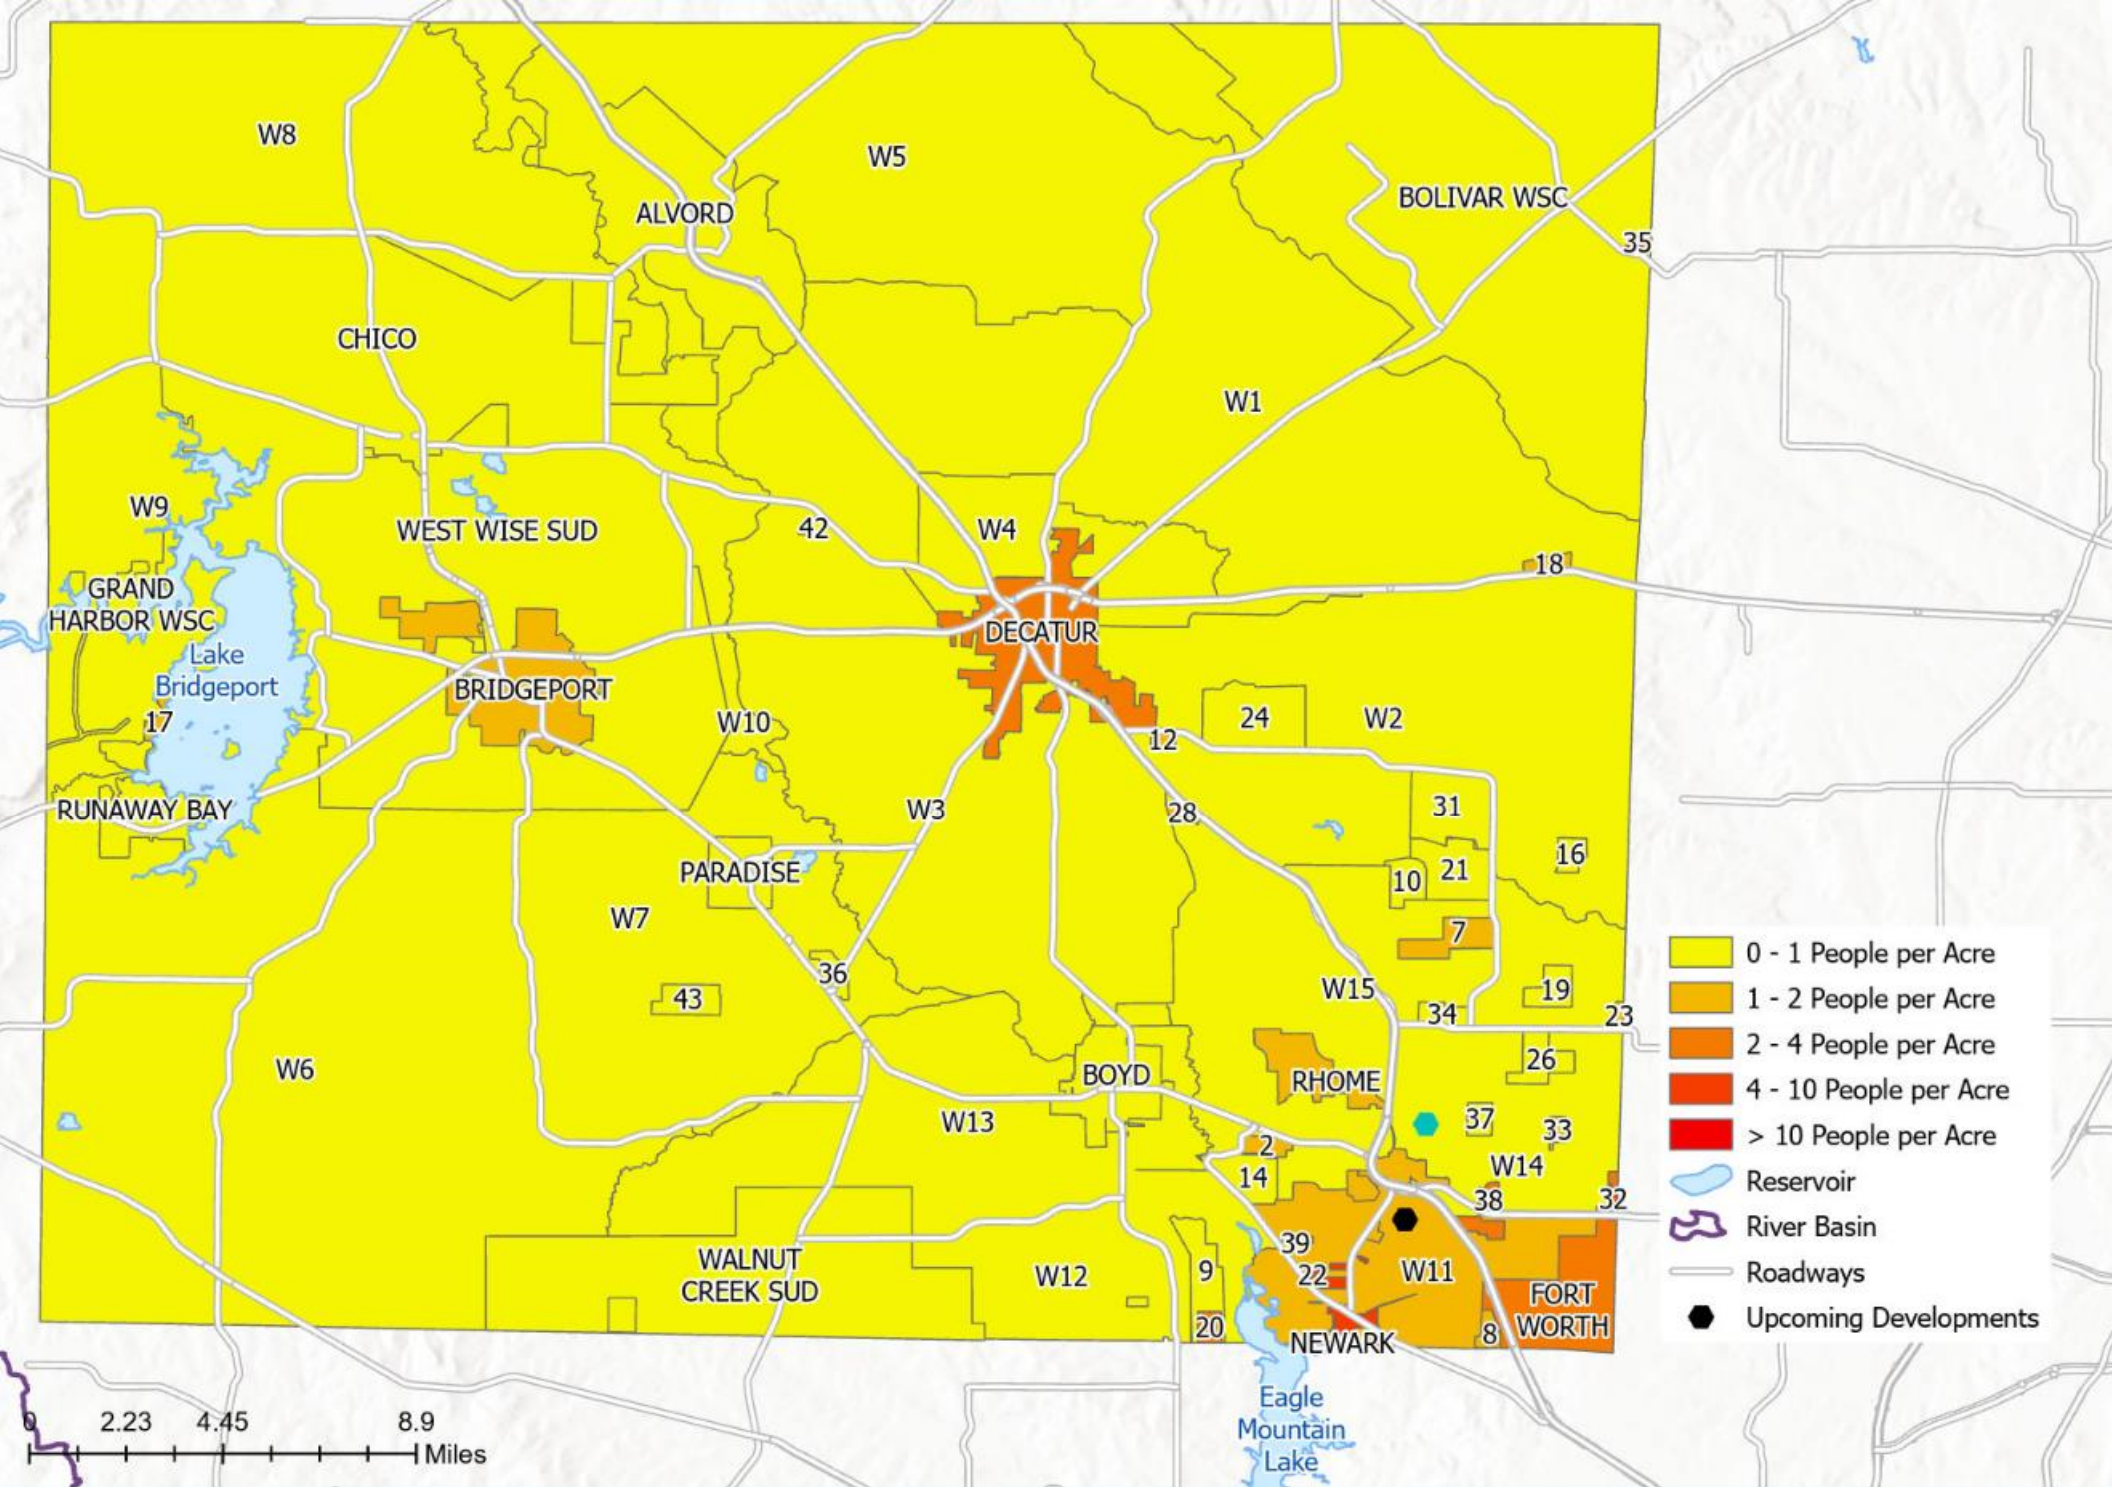 W8
W5
ALVORD
BOLIVAR WSC
35
CHICO
W1
W9
WEST WISE SUD
42
W4
18
GRAND
HARBOR WSC
DECATUR
Lake
Bridgeport
BRIDGEPORT
17
W10
24
W2
12
RUNAWAY BAY
W3
28
31
PARADISE
10
21
16
W7
7
36
43
W15
19
34
23
W6
26
BOYD
RHOME
W13
37
33
2
14
W14
38
32
39
WALNUT
CREEK SUD
W12
9
22
W11
FORT
WORTH
20
NEWARK
8
Eagle
Mountain
Lake
0 - 1 People per Acre
1 - 2 People per Acre
2 - 4 People per Acre
4 - 10 People per Acre
> 10 People per Acre
Reservoir
River Basin
Roadways
Upcoming Developments
0 2.23 4.45 8.9
Miles